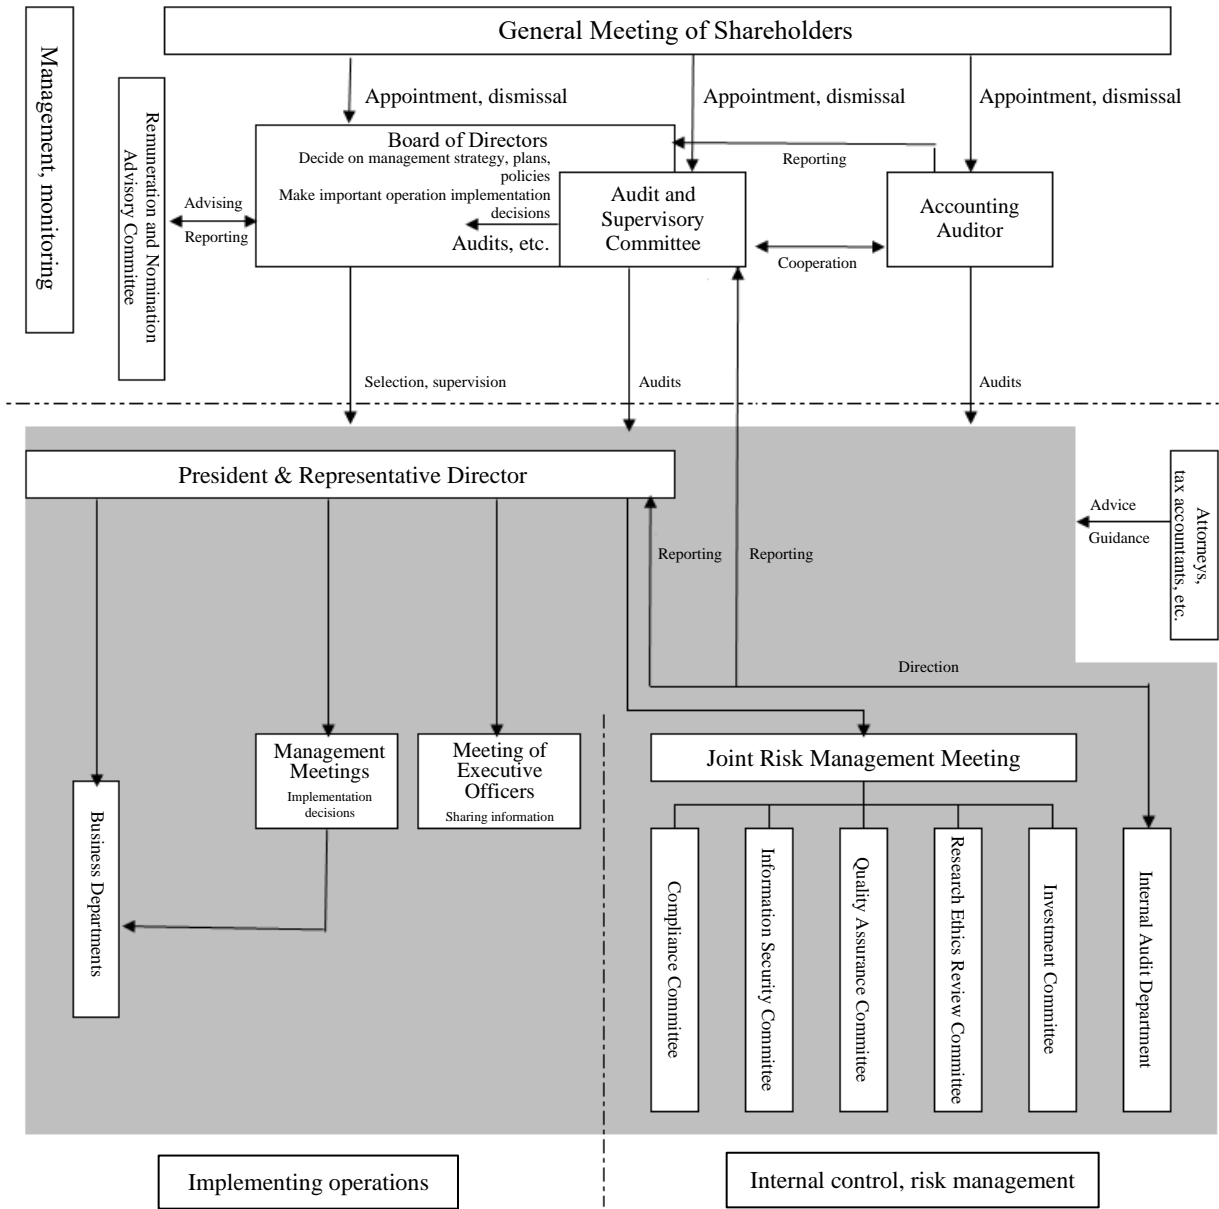 General Meeting of Shareholders
Management, monitoring
Remuneration and Nomination
Advisory Committee
Appointment, dismissal
Appointment, dismissal
Appointment, dismissal
Board of Directors
Decide on management strategy, plans,
policies
Make important operation implementation
decisions
Audits, etc.
Advising
Reporting
Audit and
Supervisory
Committee
Reporting
Cooperation
Accounting
Auditor
Selection, supervision
Audits
Audits
President & Representative Director
Advice
Guidance
Attorneys,
tax accountants, etc.
Reporting
Reporting
Direction
Management
Meetings
Implementation
decisions
Meeting of
Executive
Officers
Sharing information
Joint Risk Management Meeting
Business Departments
Compliance Committee
Information Security Committee
Quality Assurance Committee
Research Ethics Review Committee
Investment Committee
Internal Audit Department
Implementing operations
Internal control, risk management